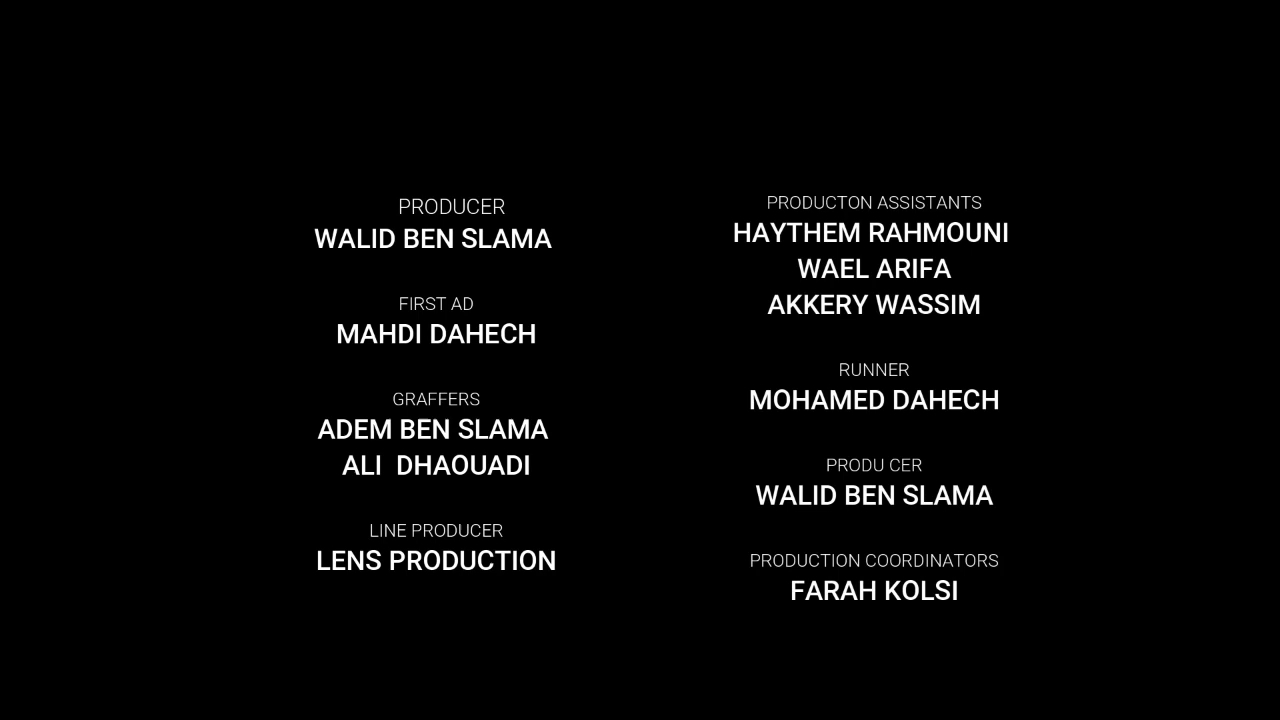 PRODUCER
WALID BEN SLAMA
FIRST AD
MAHDI DAHECH
GRAFFERS
ADEM BEN SLAMA
ALI DHAOUADI
LINE PRODUCER
LENS PRODUCTION
PRODUCTON ASSISTANTS
HAYTHEM RAHMOUNI
WAEL ARIFA
AKKERY WASSIM
RUNNER
MOHAMED DAHECH
PRODU CER
WALID BEN SLAMA
PRODUCTION COORDINATORS
FARAH KOLSI